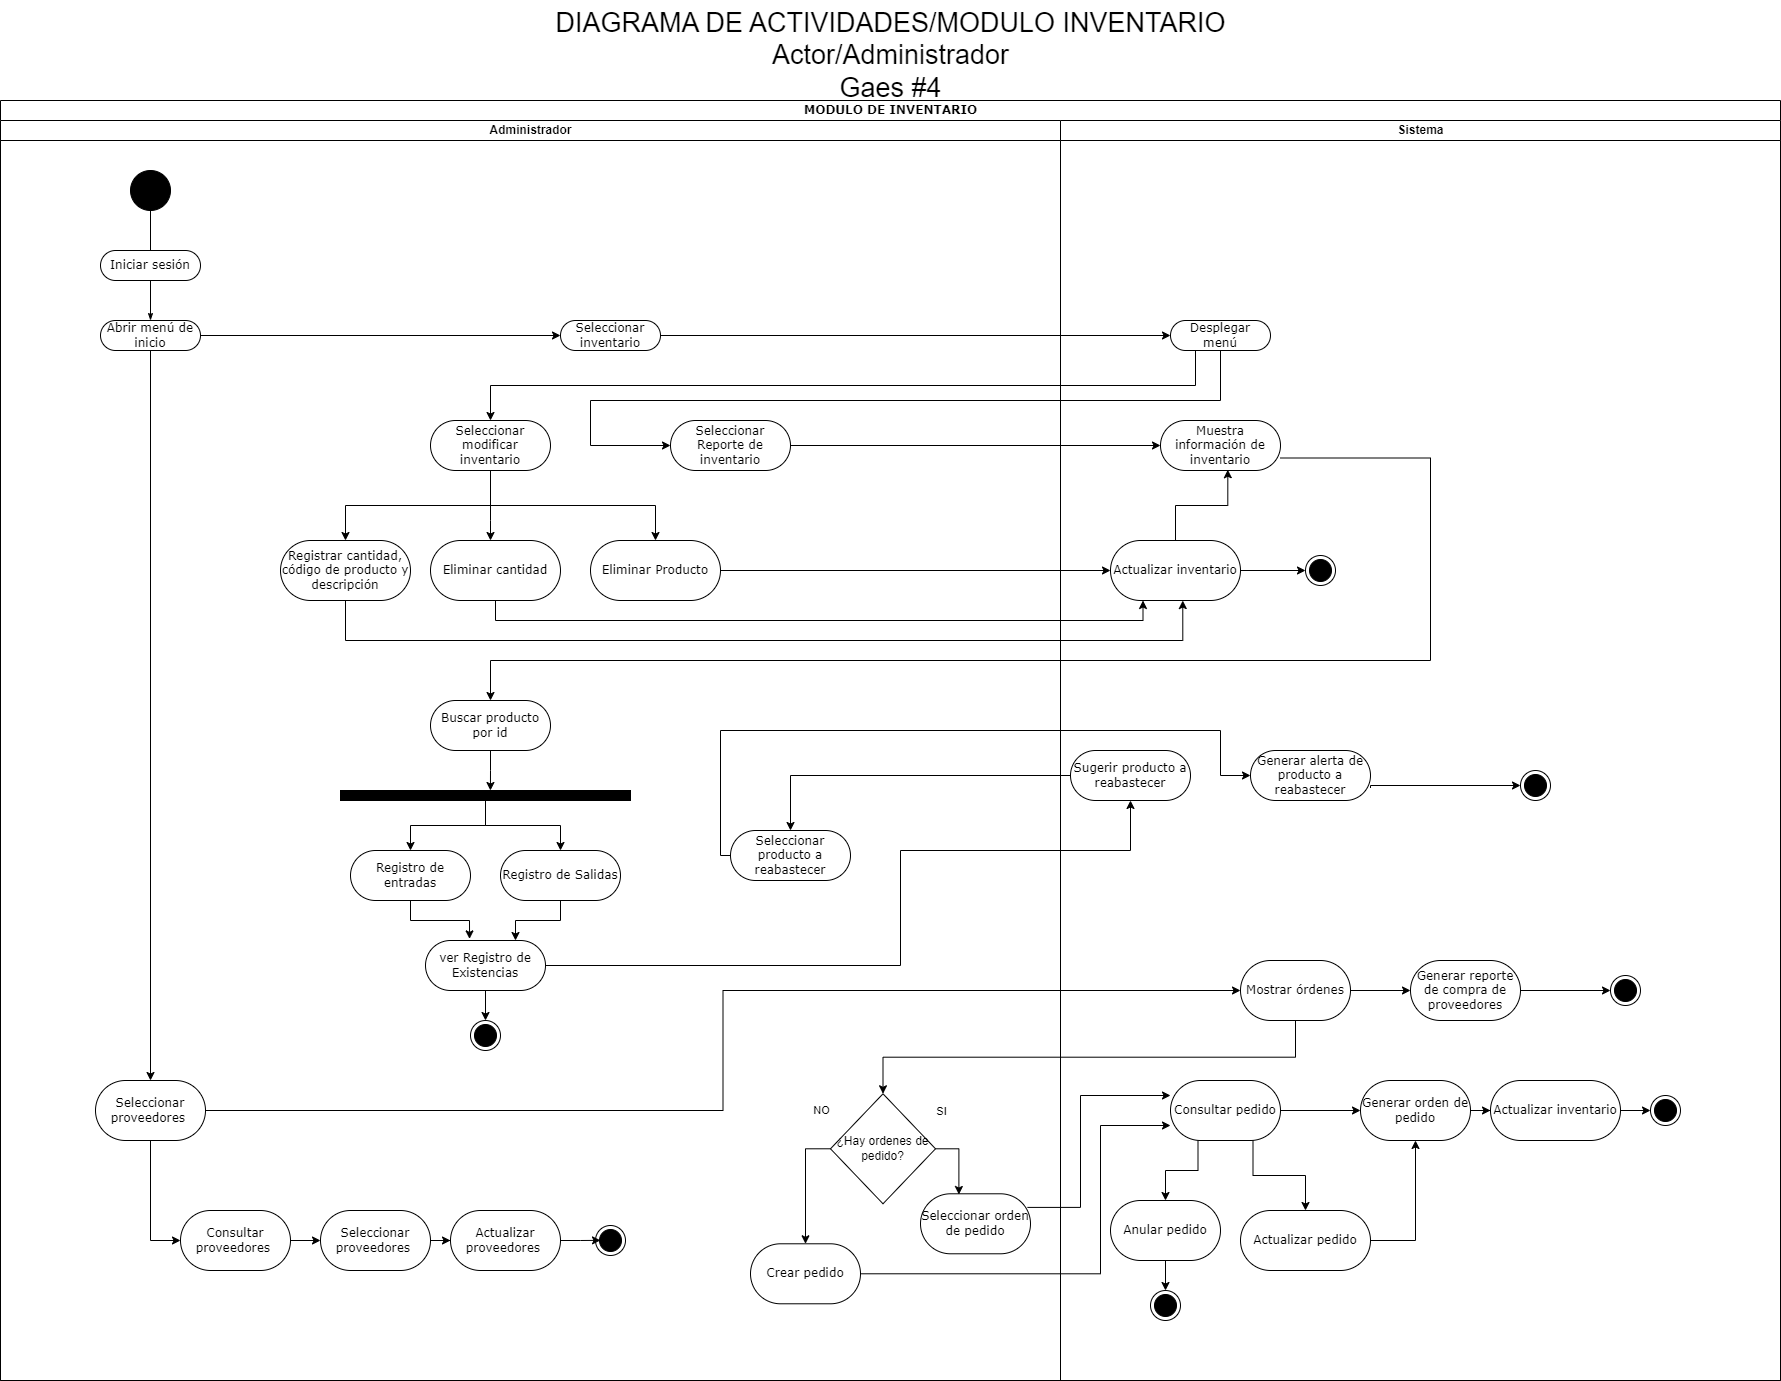 DIAGRAMA DE ACTIVIDADES/MODULO INVENTARIO
Actor/Administrador
Gaes #4
MODULO DE INVENTARIO
Administrador
Sistema
Iniciar sesión
Abrir menú de
inicio
Seleccionar
inventario
Desplegar
menú
Seleccionar
modificar
inventario
Seleccionar
Reporte de
inventario
Muestra
información de
inventario
Registrar cantidad,
código de producto y
descripción
Eliminar cantidad
Eliminar Producto
Actualizar inventario
Buscar producto
por id
Sugerir producto a
reabastecer
Generar alerta de
producto a
reabastecer
Seleccionar
producto a
reabastecer
Registro de
entradas
Registro de Salidas
ver Registro de
Existencias
Mostrar órdenes
Generar reporte
de compra de
proveedores
Seleccionar
proveedores
NO
SI
¿Hay ordenes de
pedido?
Consultar pedido
Generar orden de
pedido
Actualizar inventario
Seleccionar orden
de pedido
Anular pedido
Actualizar pedido
Consultar
proveedores
Seleccionar
proveedores
Actualizar
proveedores
Crear pedido